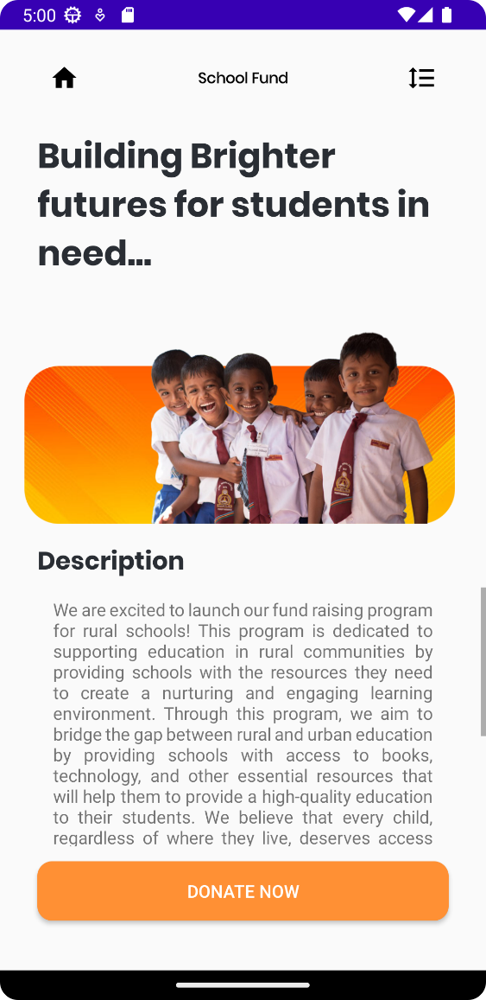 5:00
School Fund
Building Brighter
futures for students in
need...
Description
We are excited to launch our fund raising program
for rural schools! This program is dedicated to
supporting education in rural communities by
providing schools with the resources they need
to create a nurturing and engaging learning
environment. Through this program, we aim to
bridge the gap between rural and urban education
by providing schools with access to books,
technology, and other essential resources that
will help them to provide a high-quality education
to their students. We believe that every child,
regardless of where they live, deserves access
DONATE NOW